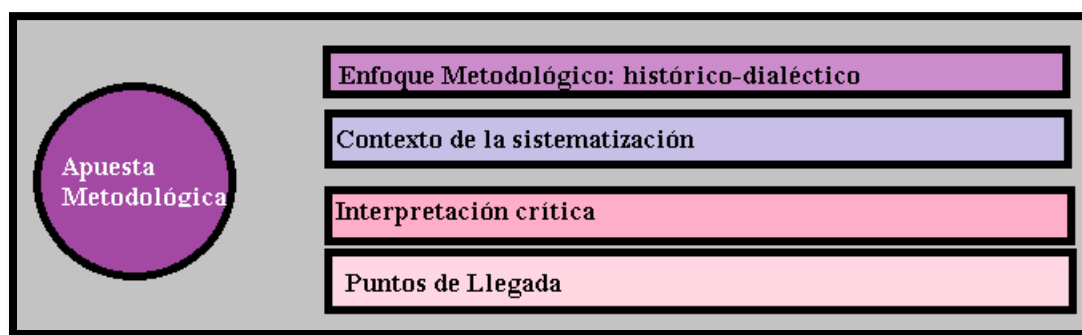 Apuesta
Metodológica
Enfoque Metodológico: histórico-dialéctico
Contexto de la sistematización
Interpretación crítica
Puntos de Llegada